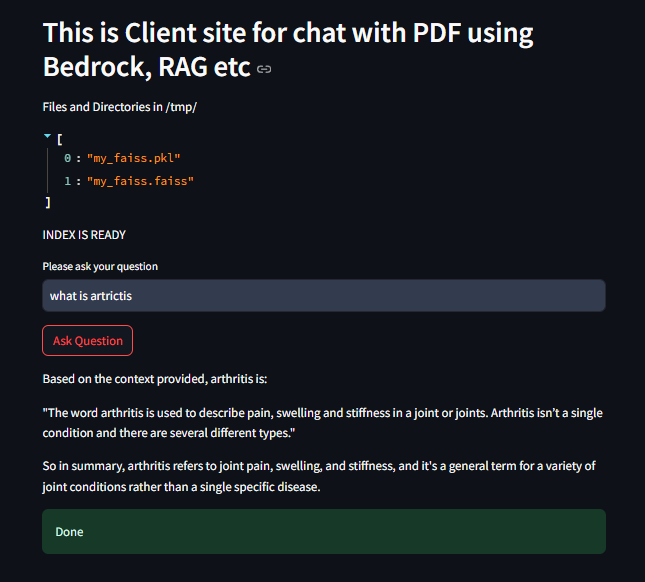 This is Client site for chat with PDF using
Bedrock, RAG etc
Files and Directories in /tmp/
[
0 : "my_faiss.pkl"
1 : "my_faiss.faiss"
]
INDEX IS READY
Please ask your question
what is artrictis
Ask Question
Based on the context provided, arthritis is:
"The word arthritis is used to describe pain, swelling and stiffness in a joint or joints. Arthritis isn't a single
condition and there are several different types."
So in summary, arthritis refers to joint pain, swelling, and stiffness, and it's a general term for a variety of
joint conditions rather than a single specific disease.
Done